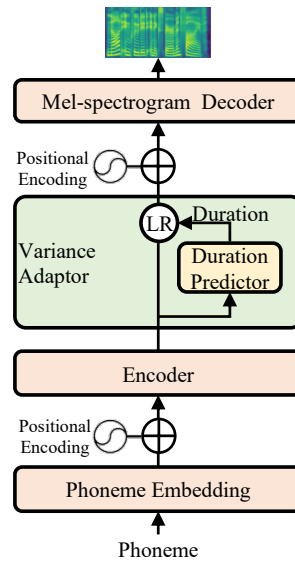 Mel-spectrogram Decoder
Positional
Encoding
LR
Duration
Variance
Adaptor
Duration
Predictor
Encoder
Positional
Encoding
Phoneme Embedding
Phoneme